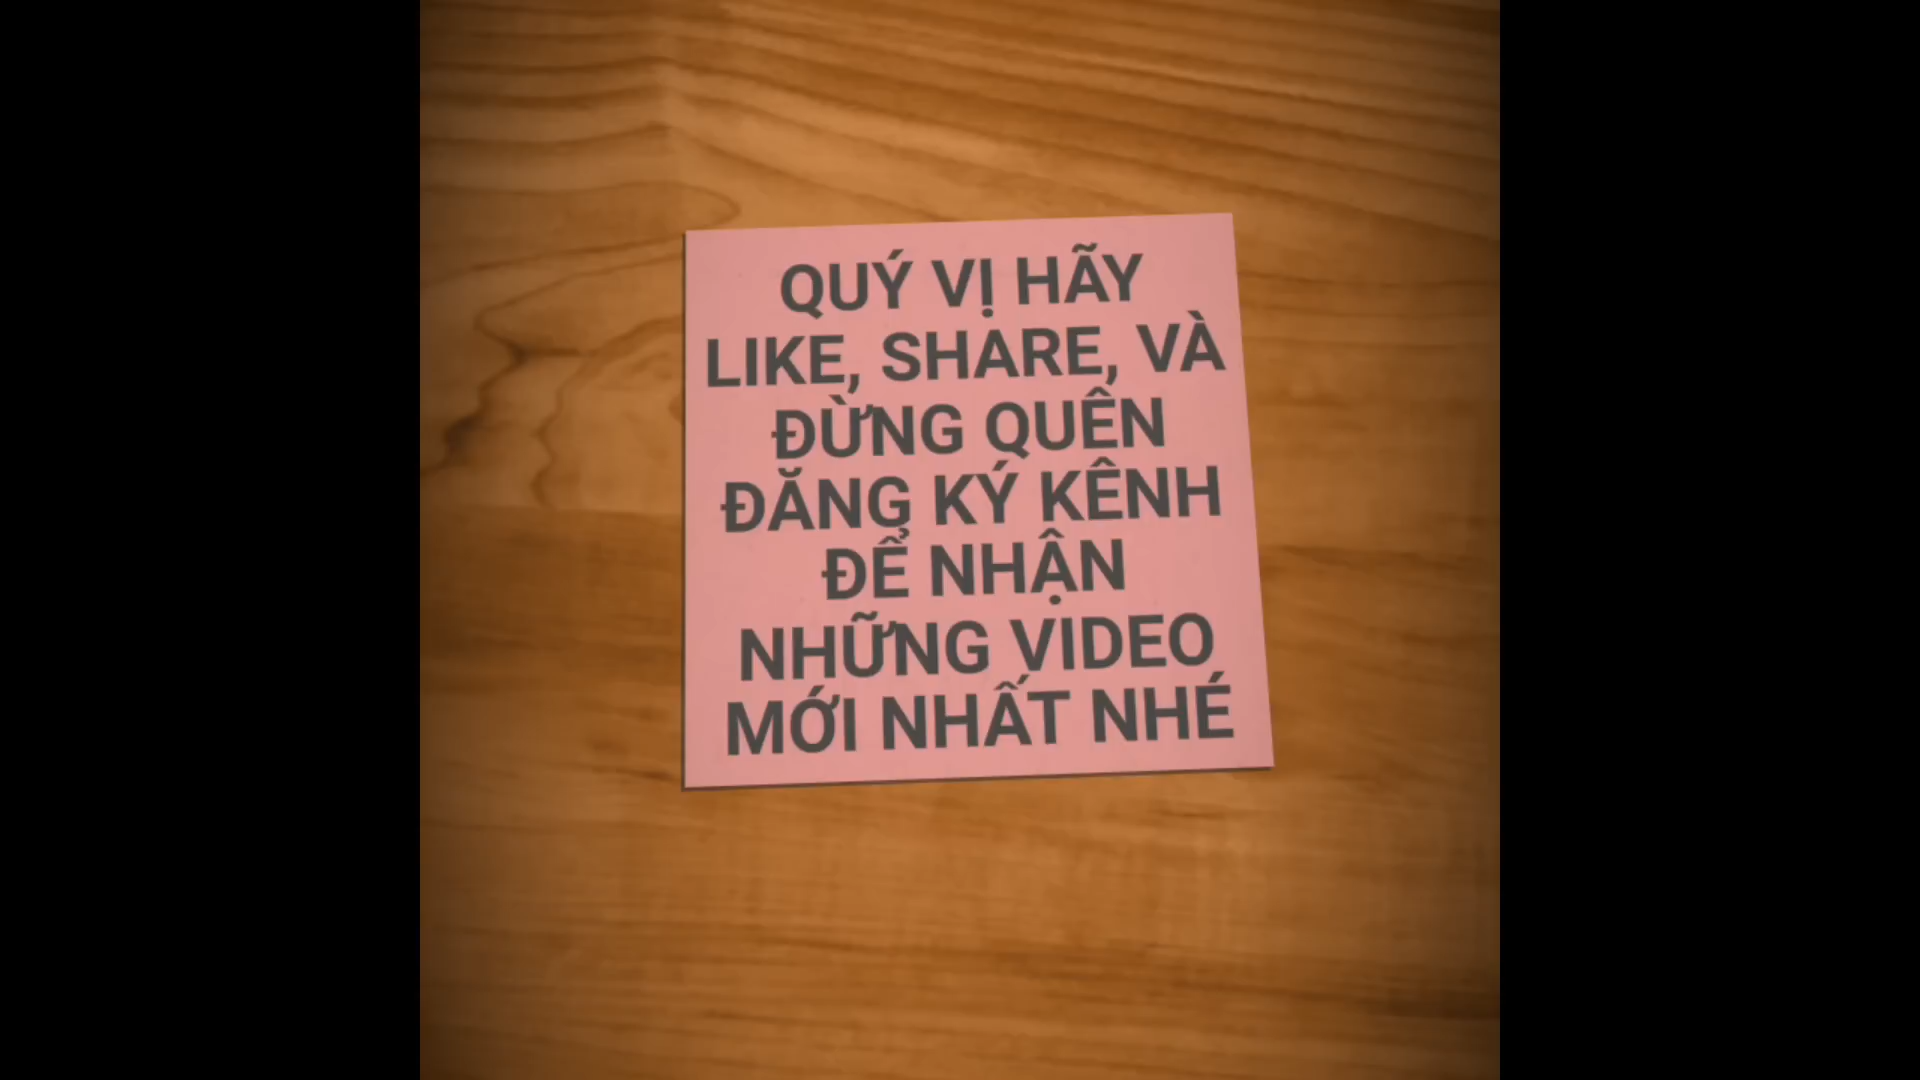 QUÝ VỊ HÃY
LIKE, SHARE, VÀ
ĐỪNG QUÊN
ĐĂNG KÝ KÊNH
ĐỂ NHẬN
NHỮNG VIDEO
MỚI NHẤT NHÉ